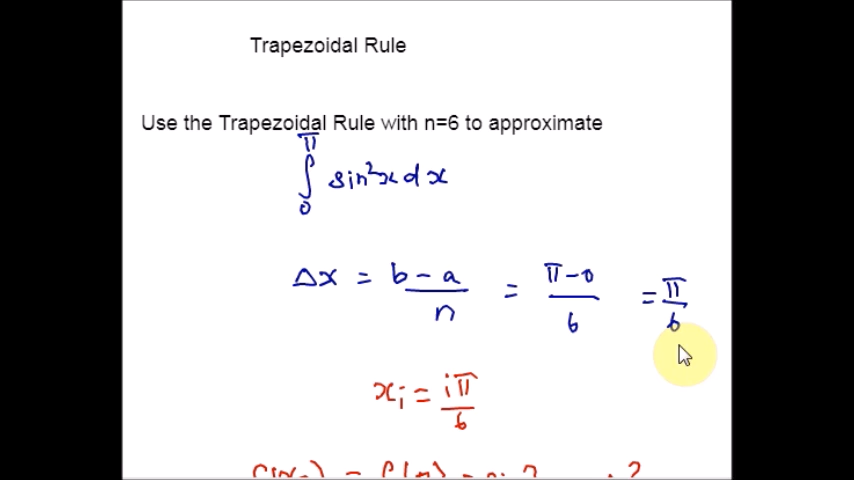 Trapezoidal Rule
Use the Trapezoidal Rule with n=6 to approximate
∫₀^π sin²x dx
Δx = (b - a)/n = (π-0)/6 = π/6
xᵢ = iπ/6